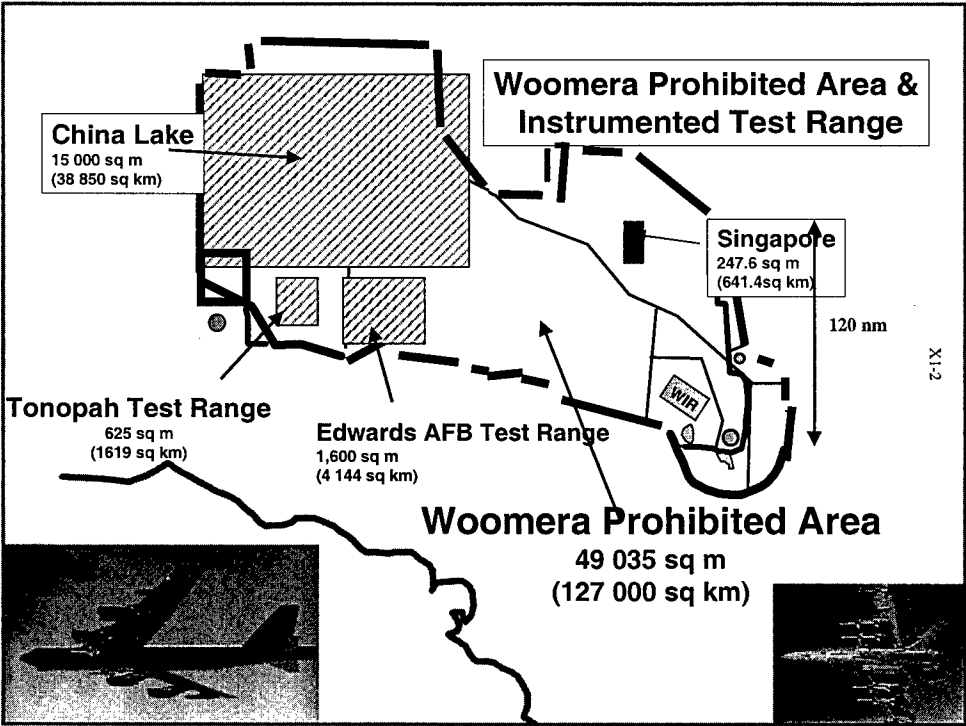 Woomera Prohibited Area &
Instrumented Test Range
China Lake
15 000 sq m
(38 850 sq km)
Singapore
247.6 sq m
(641.4sq km)
120 nm
X1-2
WIR
Tonopah Test Range
625 sq m
(1619 sq km)
Edwards AFB Test Range
1,600 sq m
(4 144 sq km)
Woomera Prohibited Area
49 035 sq m
(127 000 sq km)